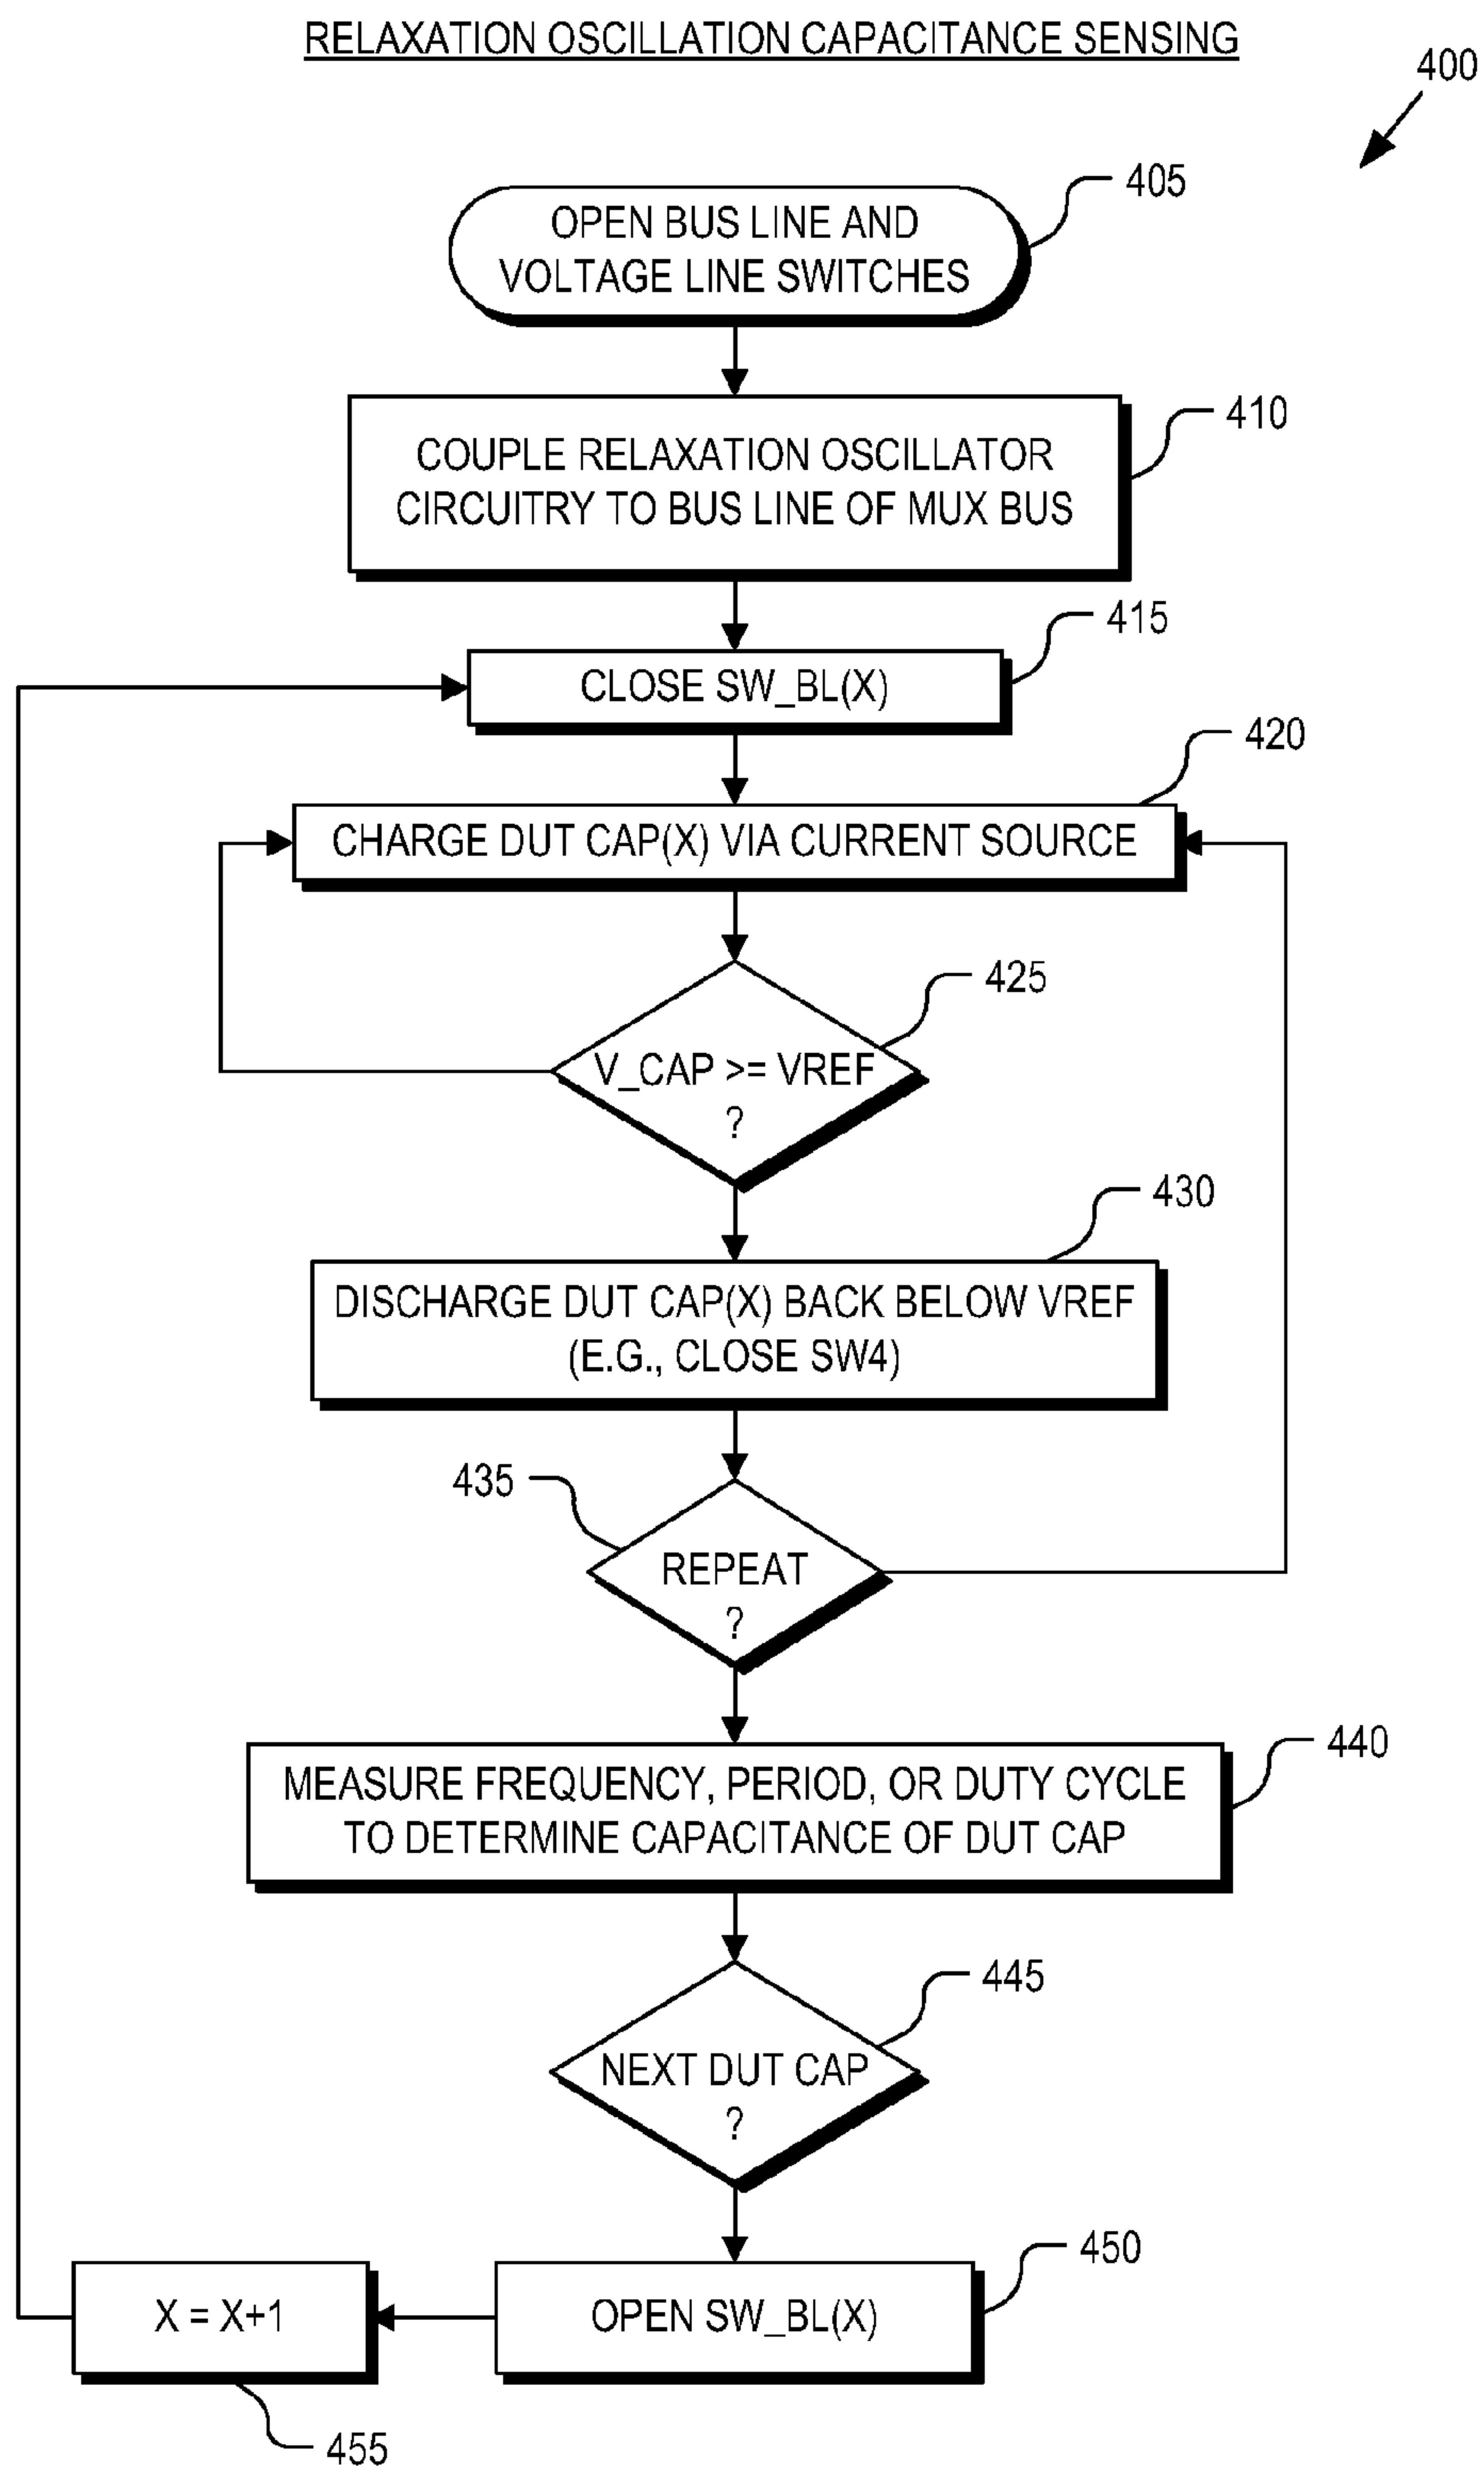 RELAXATION OSCILLATION CAPACITANCE SENSING
400
405
OPEN BUS LINE AND
VOLTAGE LINE SWITCHES
410
COUPLE RELAXATION OSCILLATOR
CIRCUITRY TO BUS LINE OF MUX BUS
415
CLOSE SW_BL(X)
420
CHARGE DUT CAP(X) VIA CURRENT SOURCE
425
V_CAP >= VREF
?
430
DISCHARGE DUT CAP(X) BACK BELOW VREF
(E.G., CLOSE SW4)
435
REPEAT
?
440
MEASURE FREQUENCY, PERIOD, OR DUTY CYCLE
TO DETERMINE CAPACITANCE OF DUT CAP
445
NEXT DUT CAP
?
450
OPEN SW_BL(X)
X = X+1
455